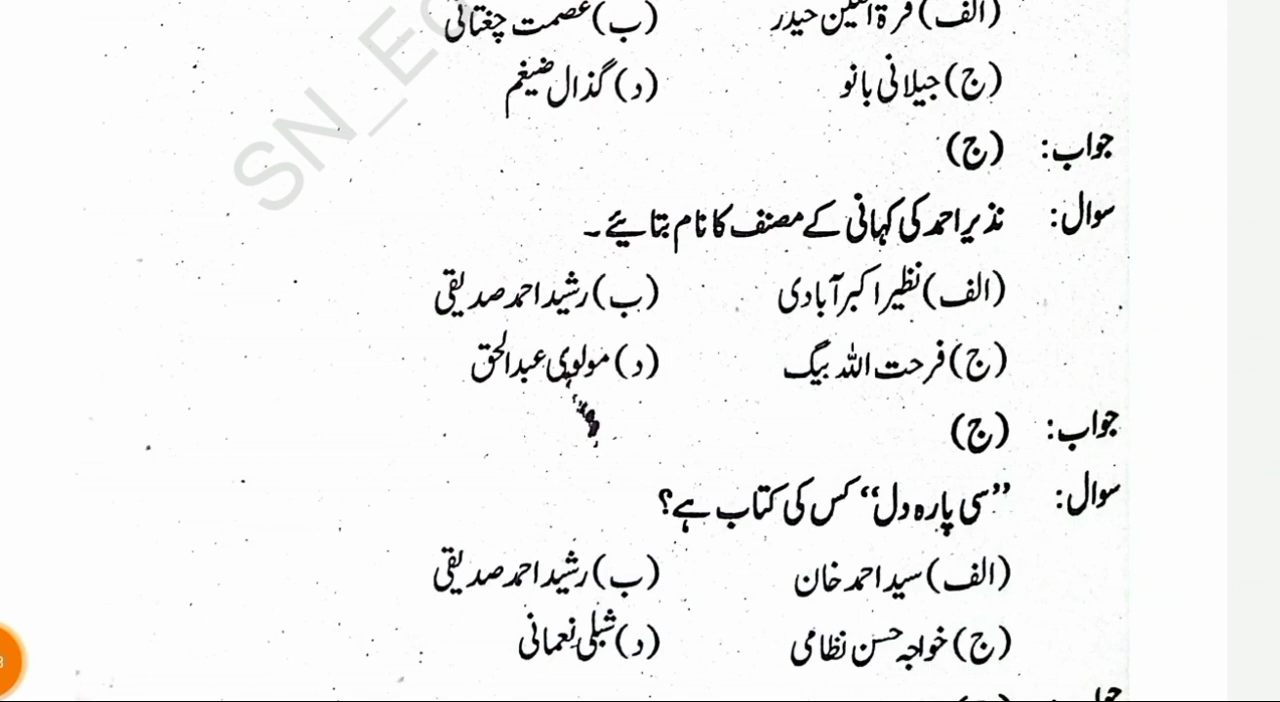 (الف) قرۃ العین حیدر (ب) عصمت چغتائی
(ج) جیلانی بانو (د) گذال ضیغم
جواب: (ج)
سوال: نذیر احمد کی کہانی کے مصنف کا نام بتائیے۔
(الف) نظیر اکبر آبادی (ب) رشید احمد صدیقی
(ج) فرحت اللہ بیگ (د) مولوی عبدالحق
جواب: (ج)
سوال: ”سی پارہ دل“ کس کی کتاب ہے؟
(الف) سید احمد خان (ب) رشید احمد صدیقی
(ج) خواجہ حسن نظامی (د) شبلی نعمانی
SN_E